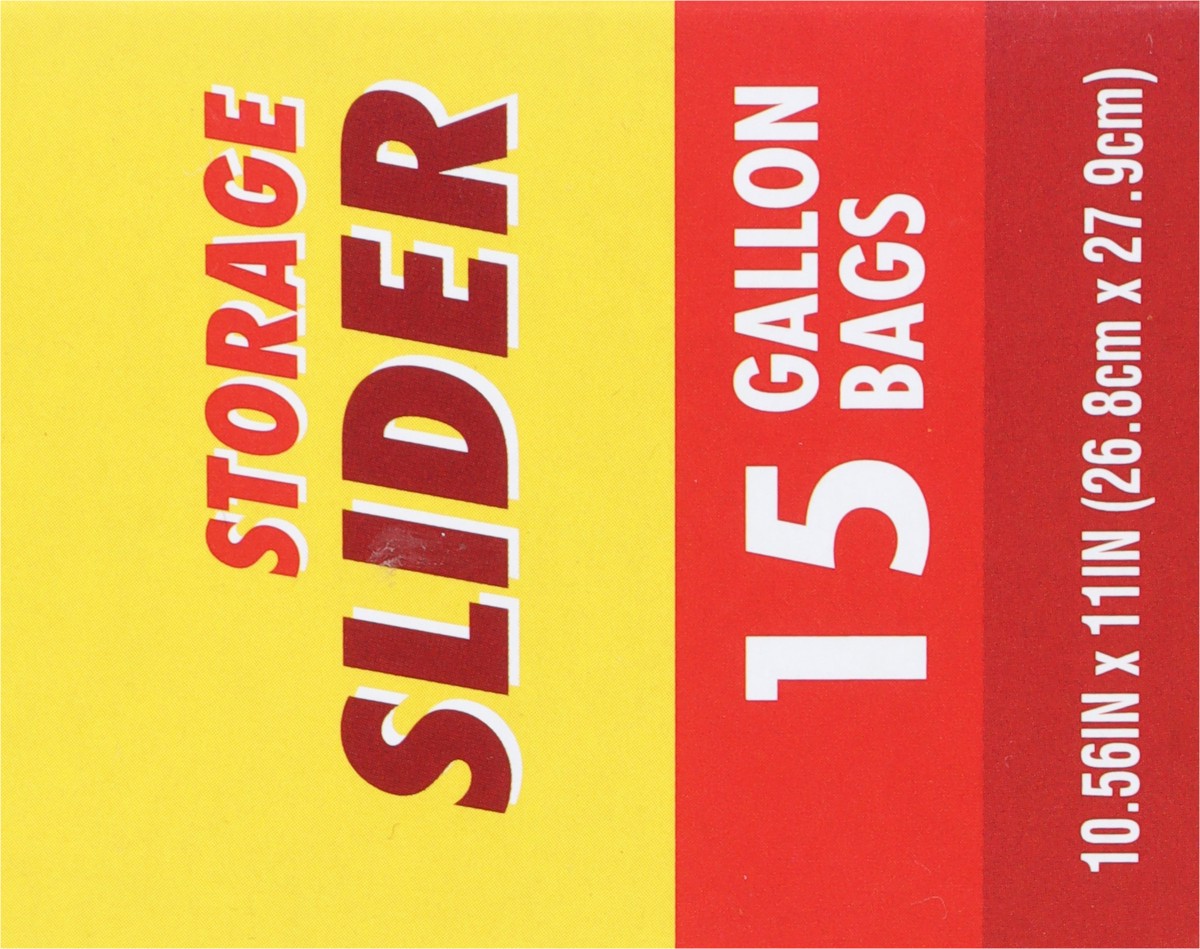 STORAGE
SLIDER
15 GALLON
BAGS
10.56IN x 11IN (26.8cm x 27.9cm)